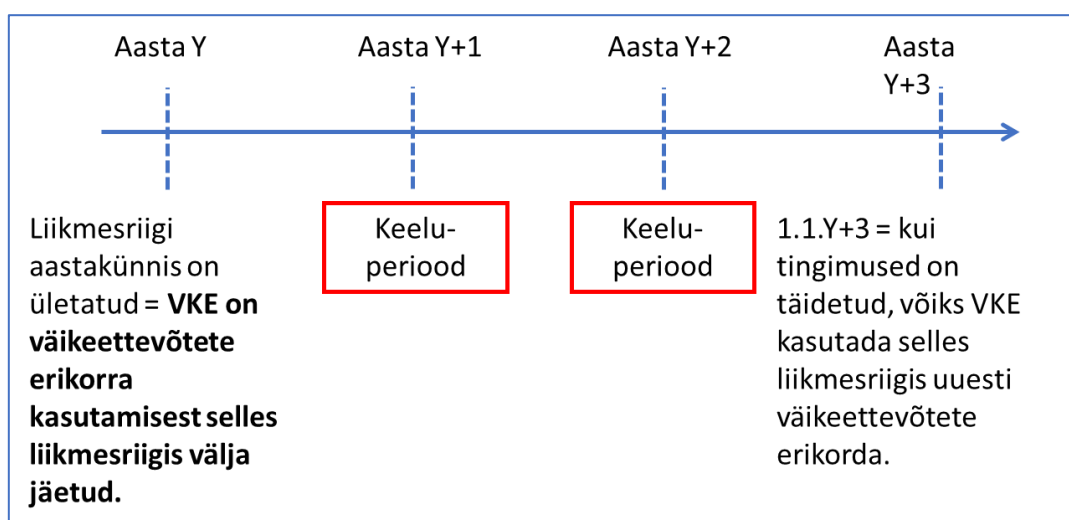 Aasta Y
Aasta Y+1
Aasta Y+2
Aasta
Y+3
Liikmesriigi
aastakünnis on
ületatud = VKE on
väikeettevõtete
erikorra
kasutamisest selles
liikmesriigis välja
jäetud.
Keelu-
periood
Keelu-
periood
1.1.Y+3 = kui
tingimused on
täidetud, võiks VKE
kasutada selles
liikmesriigis uuesti
väikeettevõtete
erikorda.